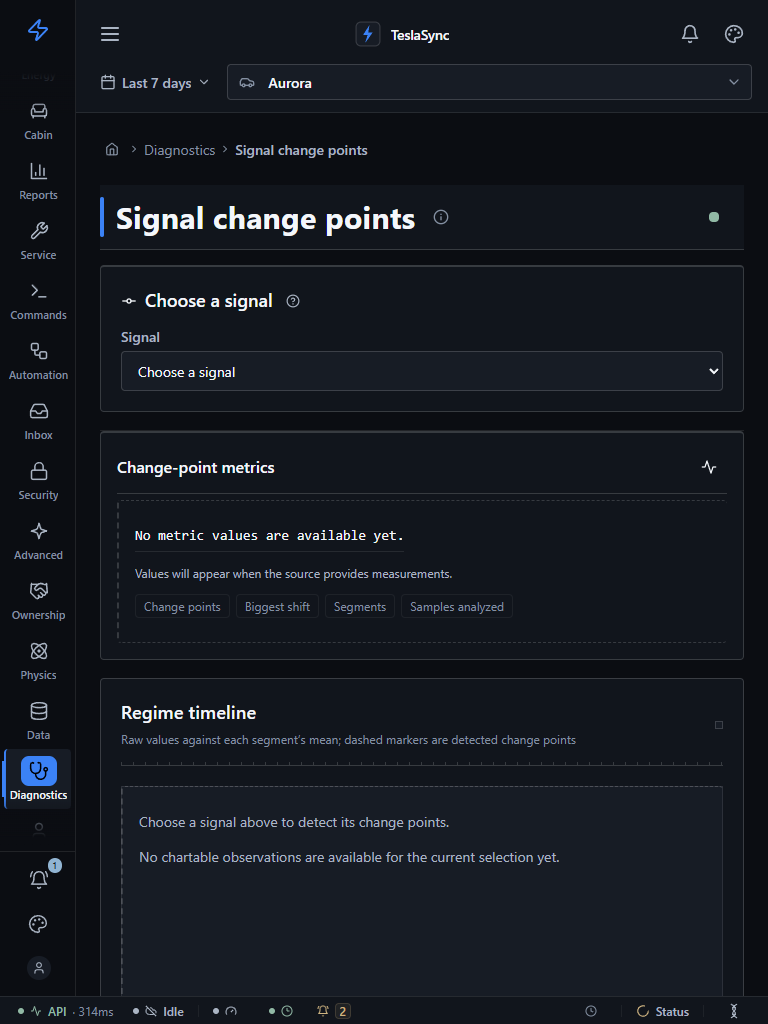 TeslaSync
Last 7 days
Aurora
Diagnostics
Signal change points
Signal change points
Choose a signal
Signal
Choose a signal
Change-point metrics
No metric values are available yet.
Values will appear when the source provides measurements.
Change points
Biggest shift
Segments
Samples analyzed
Regime timeline
Raw values against each segment's mean; dashed markers are detected change points
Choose a signal above to detect its change points.
No chartable observations are available for the current selection yet.
Cabin
Reports
Service
Commands
Automation
Inbox
Security
Advanced
Ownership
Physics
Data
Diagnostics
1
API · 314ms
Idle
2
Status